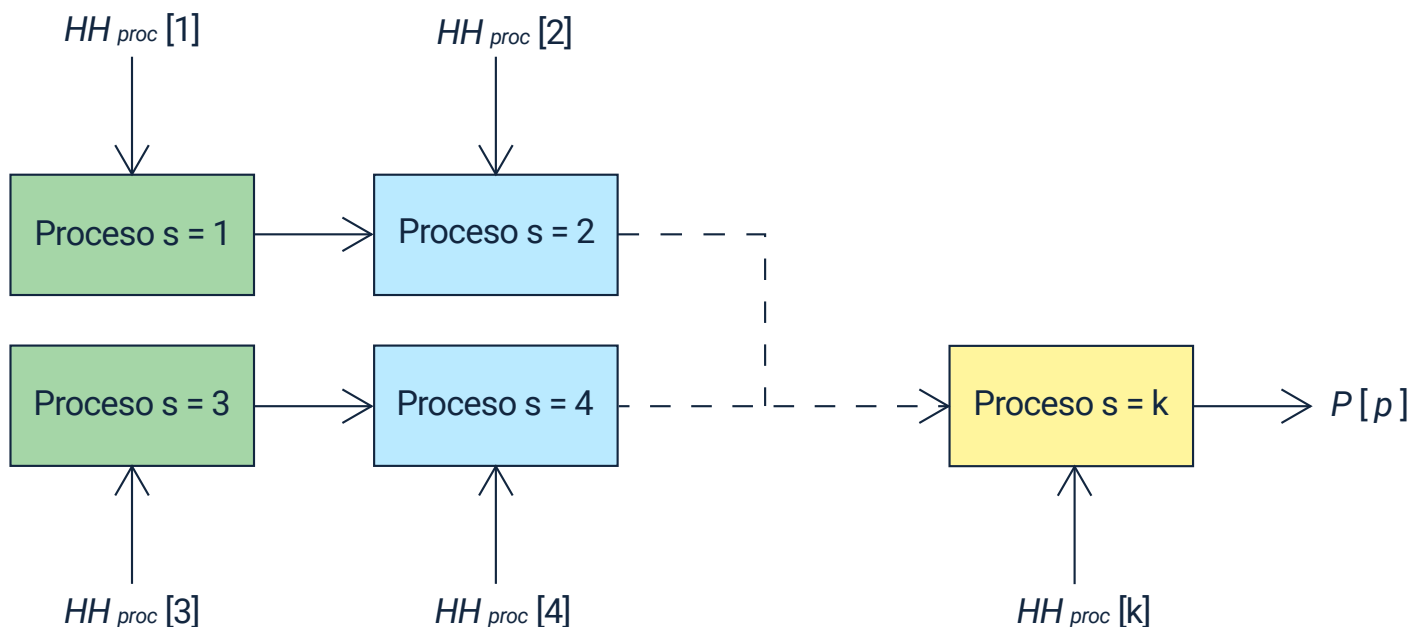 HH proc [1]
HH proc [2]
Proceso s = 1
Proceso s = 2
Proceso s = 3
Proceso s = 4
Proceso s = k
P [ p ]
HH proc [3]
HH proc [4]
HH proc [k]